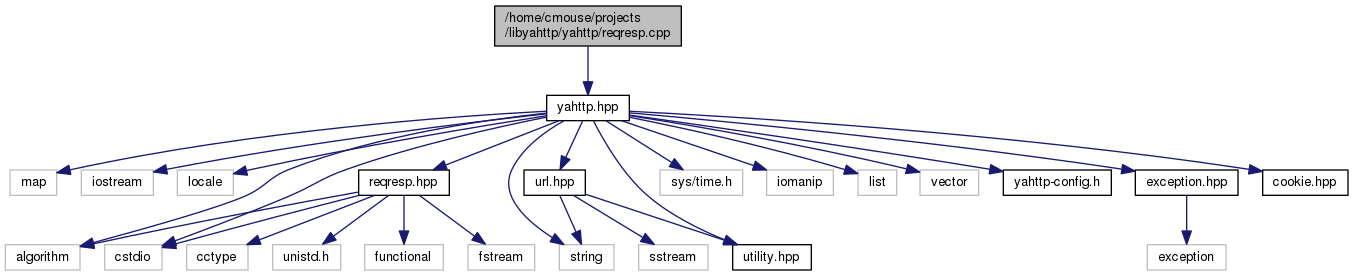 /home/cmouse/projects
/libyahttp/yahttp/reqresp.cpp
yahttp.hpp
map
iostream
locale
reqresp.hpp
url.hpp
sys/time.h
iomanip
list
vector
yahttp-config.h
exception.hpp
cookie.hpp
algorithm
cstdio
cctype
unistd.h
functional
fstream
string
sstream
utility.hpp
exception